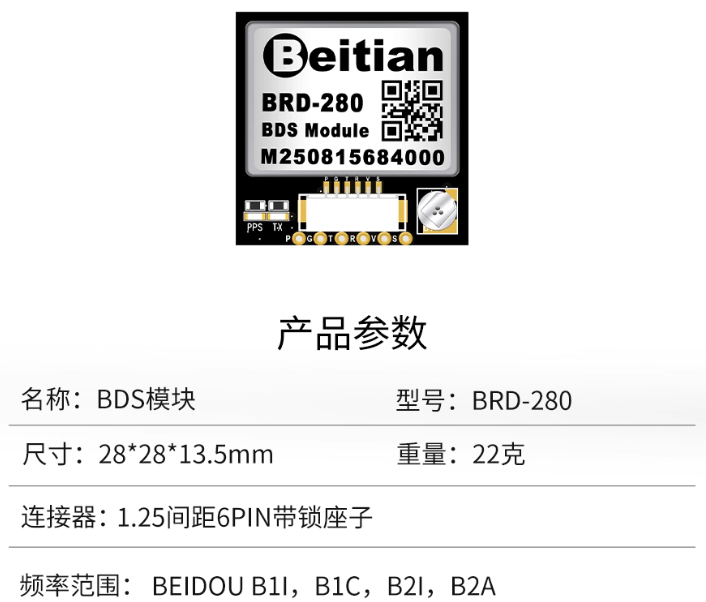 Beitian
BRD-280
BDS Module
M250815684000
P G T R V S
PPS TX
P G T R V S
产品参数
名称：BDS模块 型号：BRD-280
尺寸：28*28*13.5mm 重量：22克
连接器：1.25间距6PIN带锁座子
频率范围： BEIDOU B1I，B1C，B2I，B2A